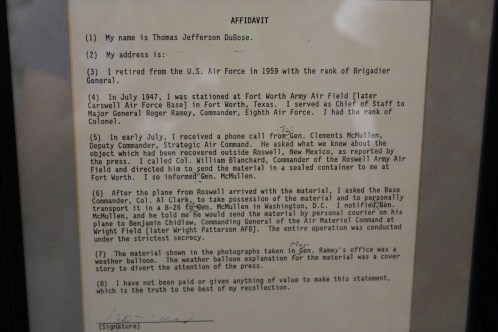 AFFIDAVIT
(1) My name is Thomas Jefferson DuBose.
(2) My address is:
(3) I retired from the U.S. Air Force in 1959 with the rank of Brigadier
General.
(4) In July 1947, I was stationed at Fort Worth Army Air Field [later
Carswell Air Force Base] in Fort Worth, Texas. I served as Chief of Staff to
Major General Roger Ramey, Commander, Eighth Air Force. I had the rank of
Colonel.
(5) In early July, I received a phone call from Gen. Clements McMullen,
Deputy Commander, Strategic Air Command. He asked what we knew about the
object which had been recovered outside Roswell, New Mexico, as reported by
the press. I called Col. William Blanchard, Commander of the Roswell Army Air
Field and directed him to send the material in a sealed container to me at
Fort Worth. I so informed Gen. McMullen.
(6) After the plane from Roswell arrived with the material, I asked the Base
Commander, Col. Al Clark, to take possession of the material and to personally
transport it in a B-26 to Gen. McMullen in Washington, D.C. I notified Gen.
McMullen, and he told me he would send the material by personal courier on his
plane to Benjamin Chidlaw, Commanding General of the Air Materiel Command at
Wright Field [later Wright Patterson AFB]. The entire operation was conducted
under the strictest secrecy.
(7) The material shown in the photographs taken in Maj. Gen. Ramey's office was a
weather balloon. The weather balloon explanation for the material was a cover
story to divert the attention of the press.
(8) I have not been paid or given anything of value to make this statement,
which is the truth to the best of my recollection.
(Signature)